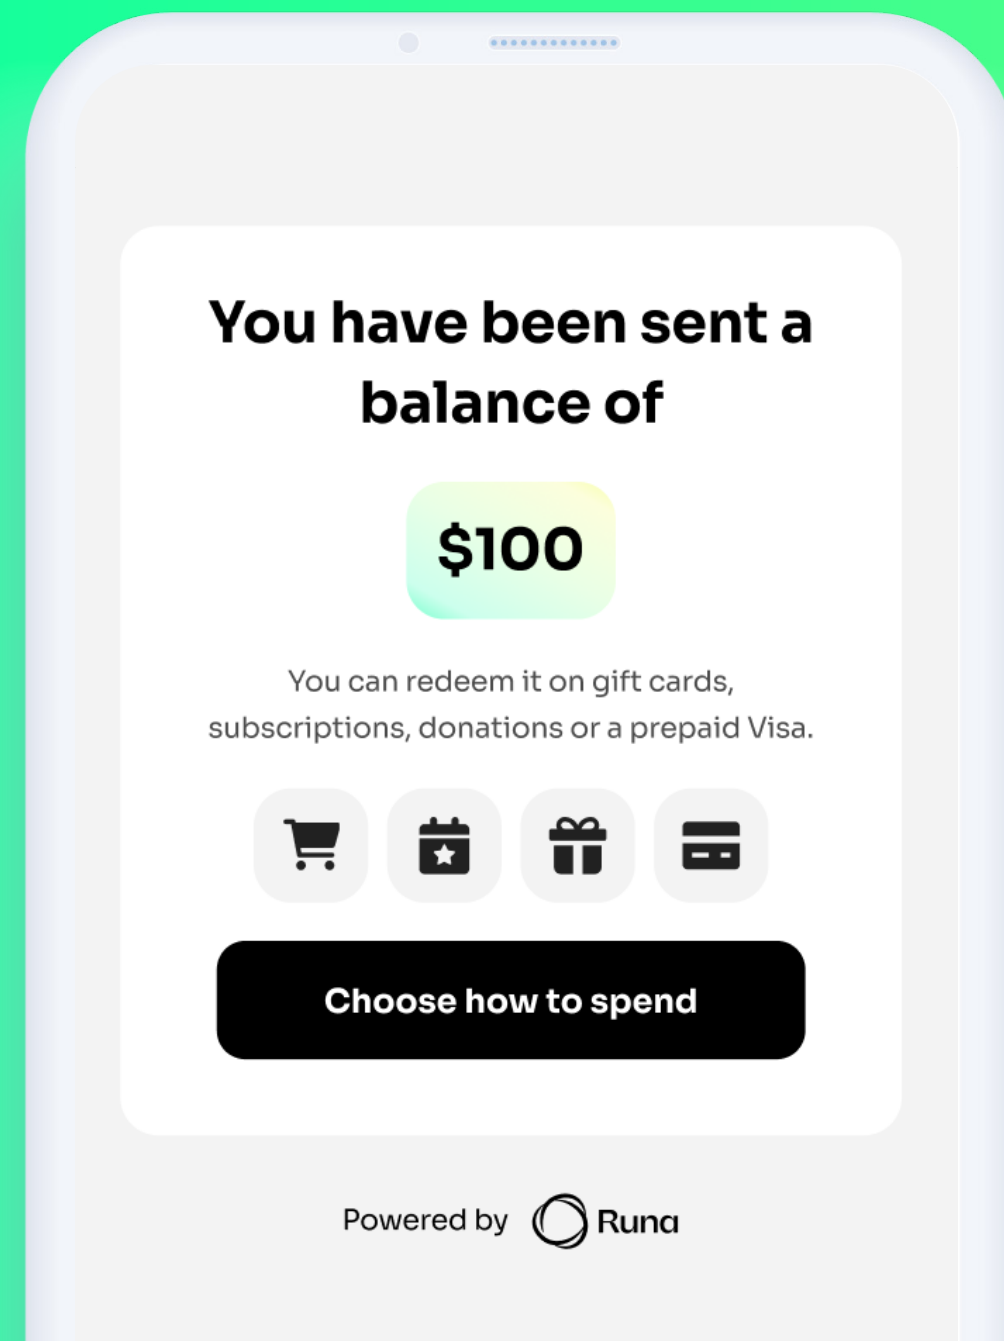 You have been sent a
balance of
$100
You can redeem it on gift cards,
subscriptions, donations or a prepaid Visa.
Choose how to spend
Powered by Runa